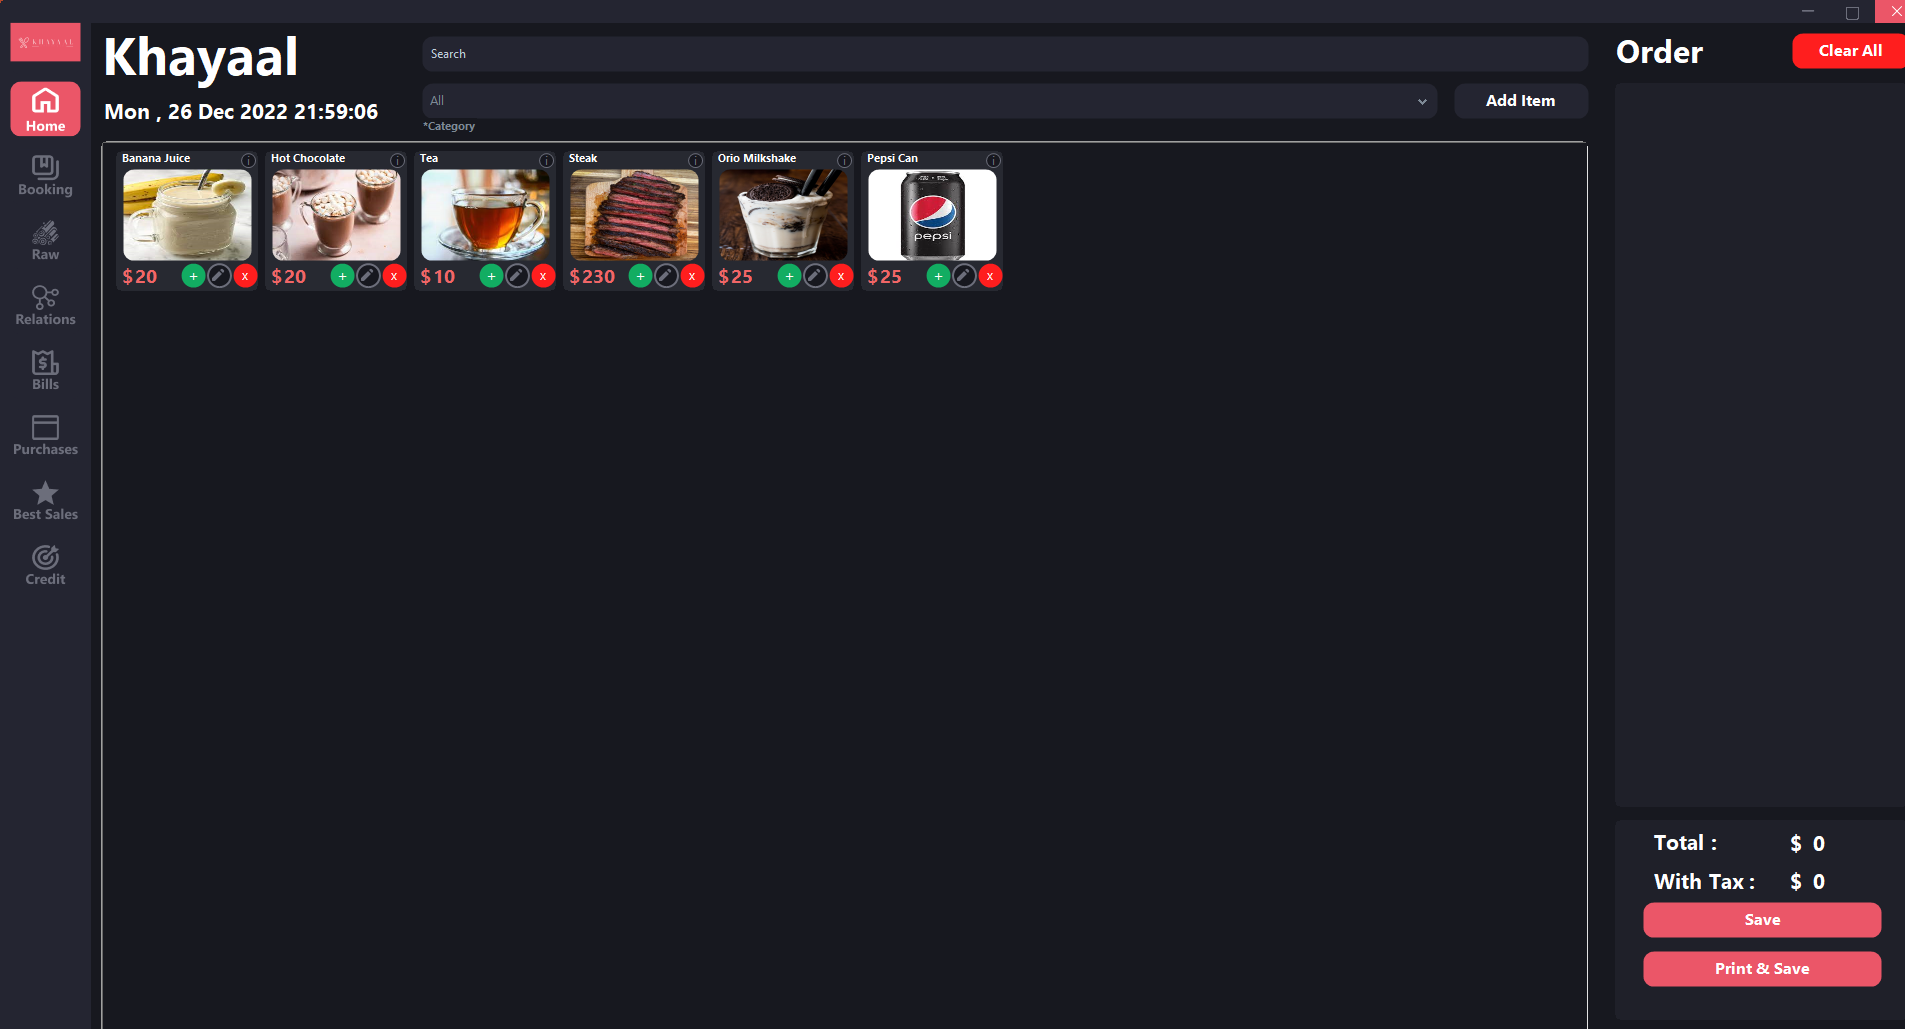 KHAYAAL
Home
Booking
Raw
Relations
Bills
Purchases
Best Sales
Credit
Khayaal
Mon , 26 Dec 2022 21:59:06
Search
All
*Category
Add Item
Banana Juice
$20
+
x
Hot Chocolate
$20
+
x
Tea
$10
+
x
Steak
$230
+
x
Orio Milkshake
$25
+
x
Pepsi Can
pepsi
$25
+
x
Order
Clear All
Total : $ 0
With Tax : $ 0
Save
Print & Save